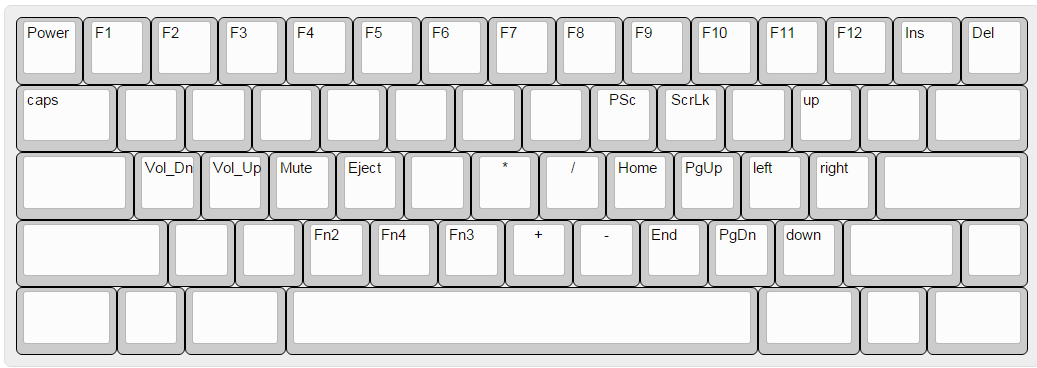 Power F1 F2 F3 F4 F5 F6 F7 F8 F9 F10 F11 F12 Ins Del
caps PSc ScrLk up
Vol_Dn Vol_Up Mute Eject * / Home PgUp left right
Fn2 Fn4 Fn3 + - End PgDn down